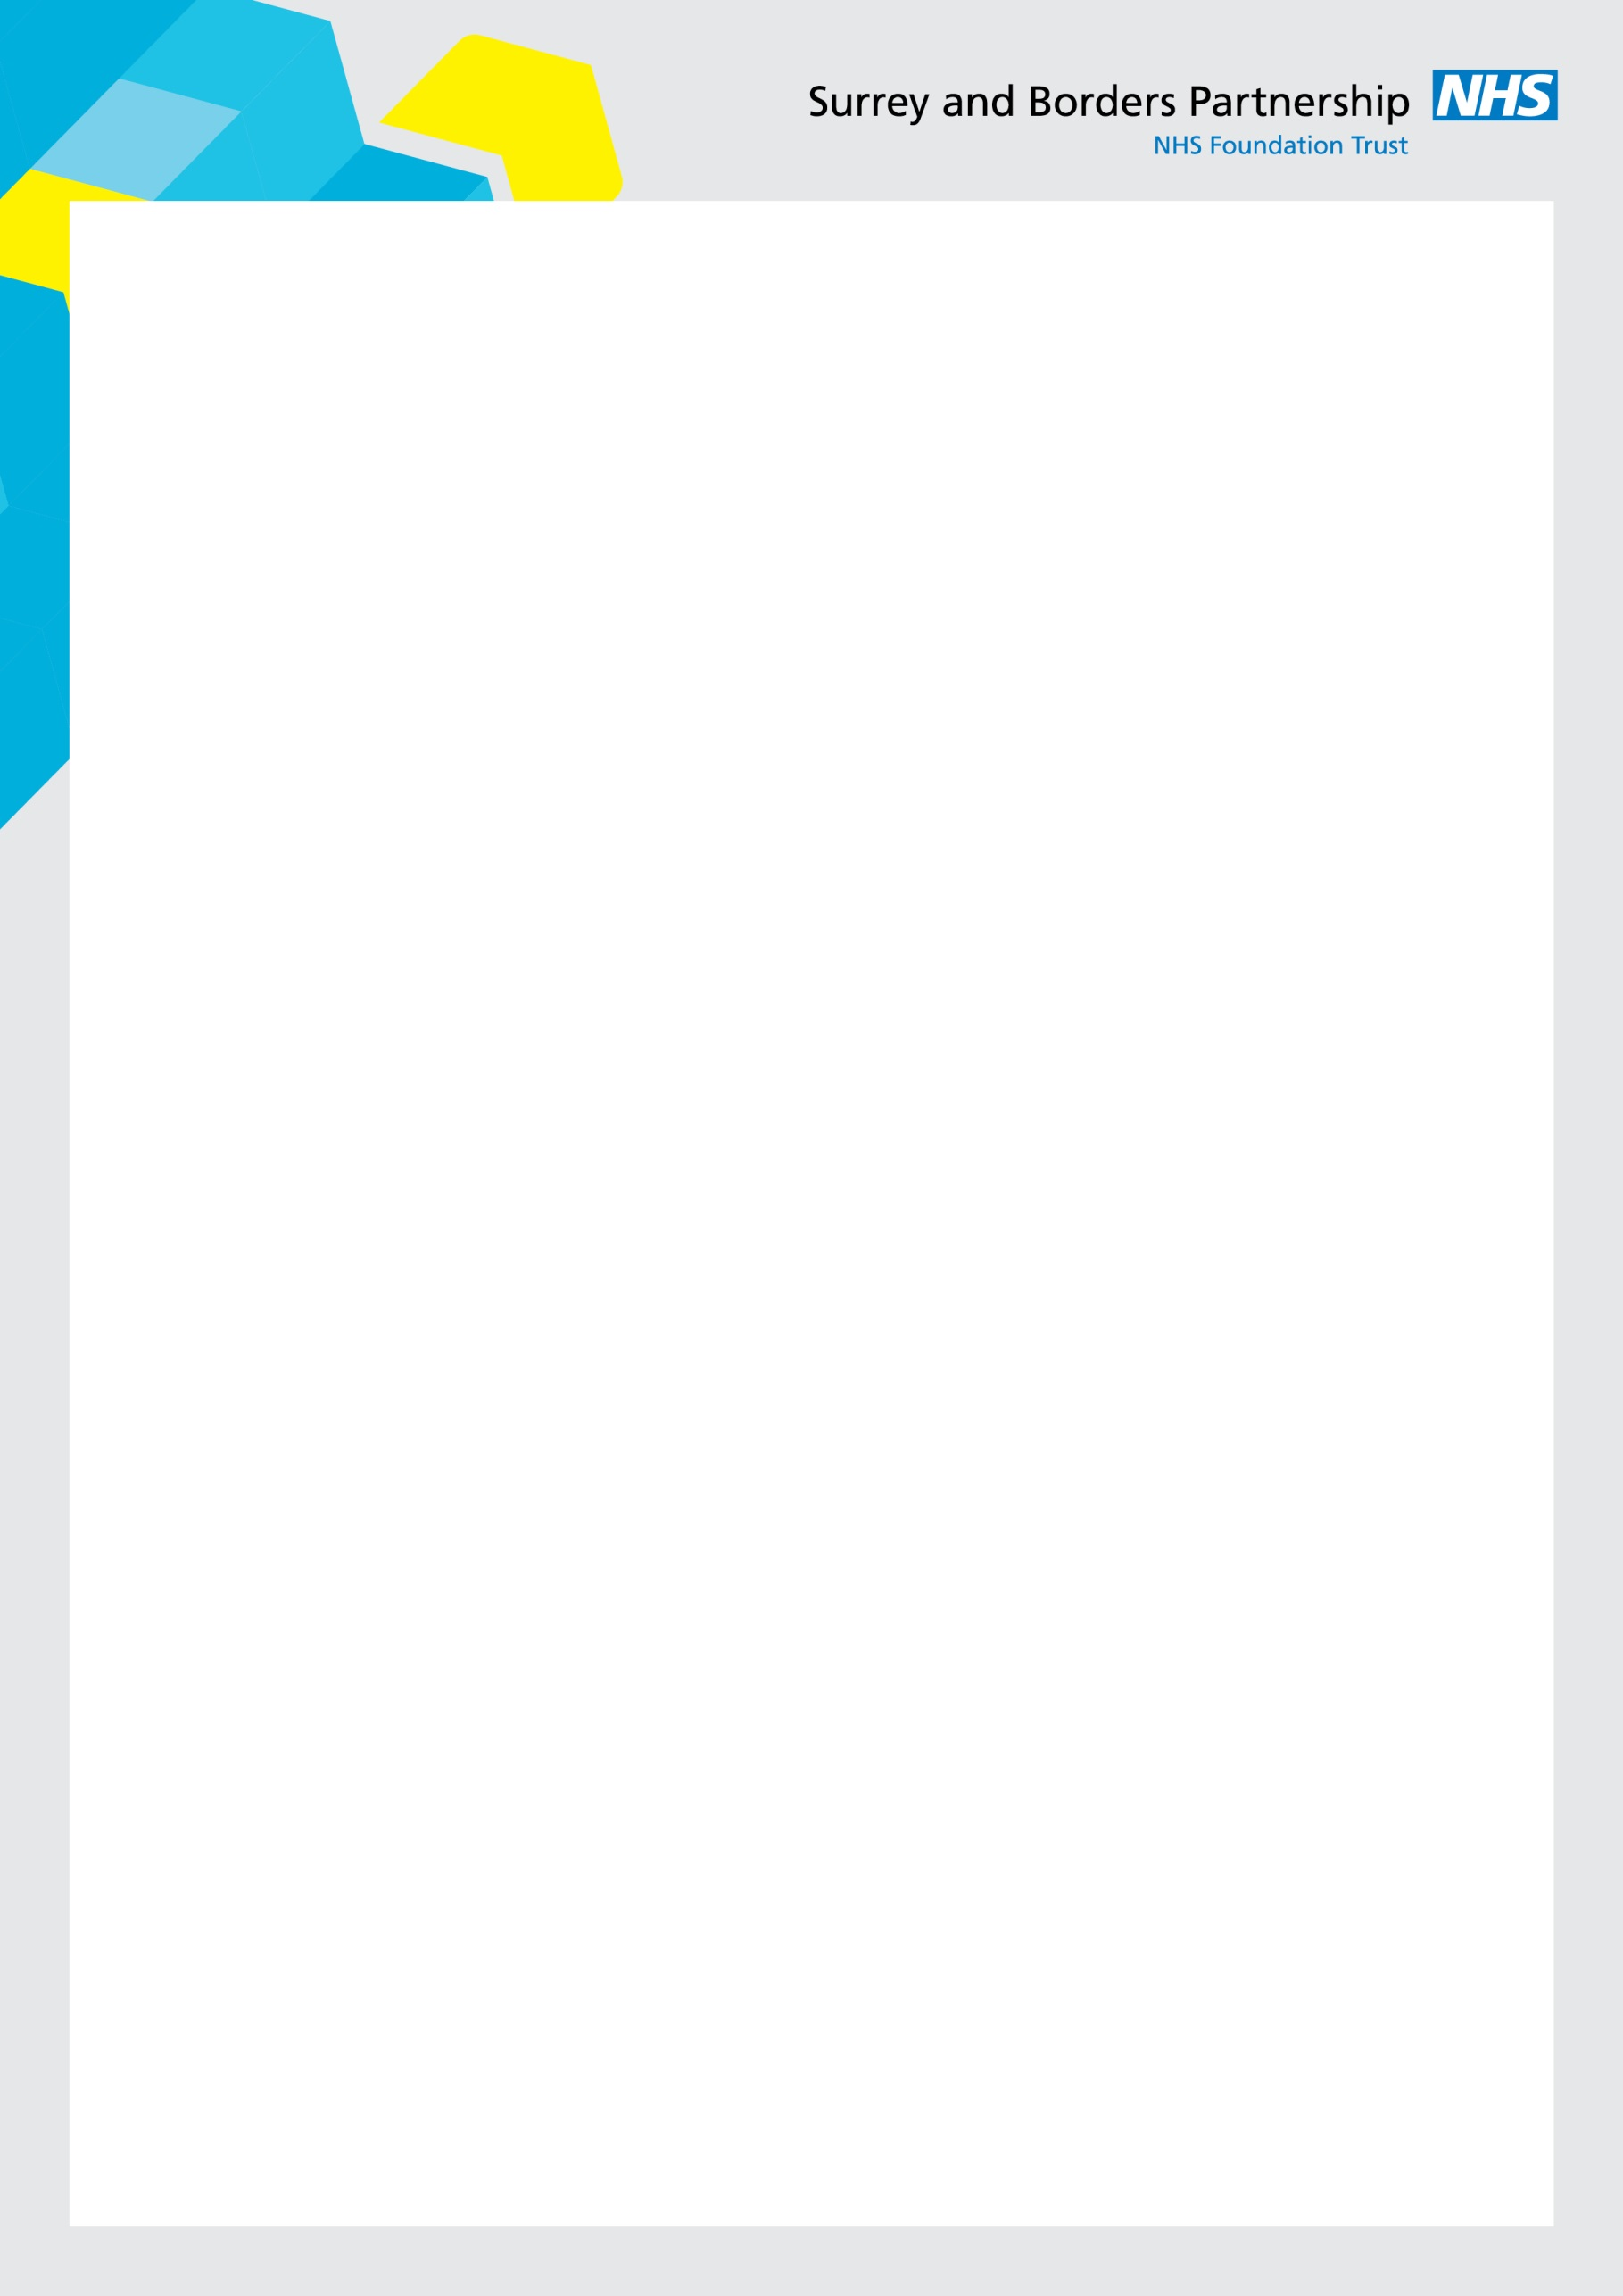 Surrey and Borders Partnership NHS
NHS Foundation Trust